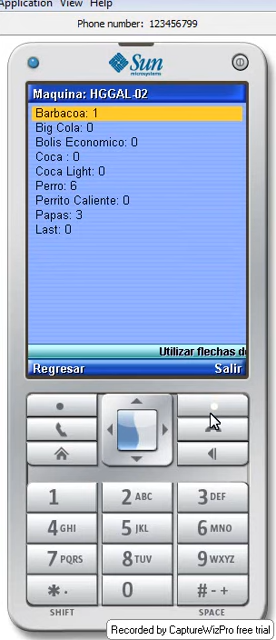 Application View Help
Phone number: 123456799
Sun
microsystems
Maquina: HGGAL-02
Barbacoa: 1
Big Cola: 0
Bolis Economico: 0
Coca : 0
Coca Light: 0
Perro: 6
Perrito Caliente: 0
Papas: 3
Last: 0
Utilizar flechas d
Regresar Salir
1 2 ABC 3 DEF
4 GHI 5 JKL 6 MNO
7 PQRS 8 TUV 9 WXYZ
* . 0 # - +
SHIFT SPACE
Recorded by CaptureWizPro free trial